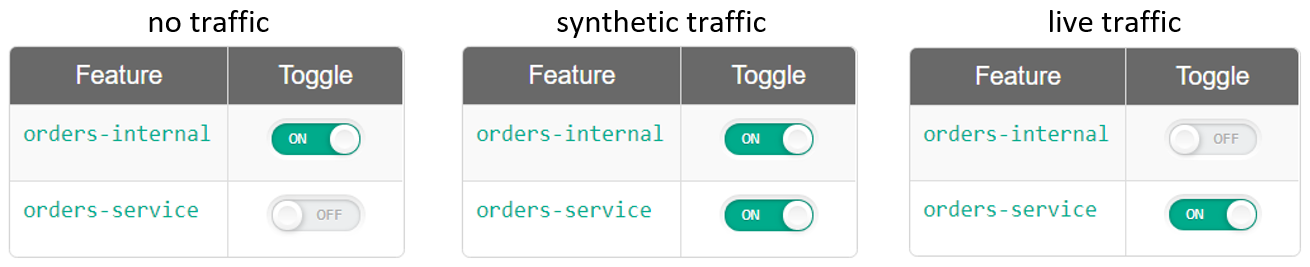 no traffic
Feature Toggle
orders-internal ON
orders-service OFF
synthetic traffic
Feature Toggle
orders-internal ON
orders-service ON
live traffic
Feature Toggle
orders-internal OFF
orders-service ON